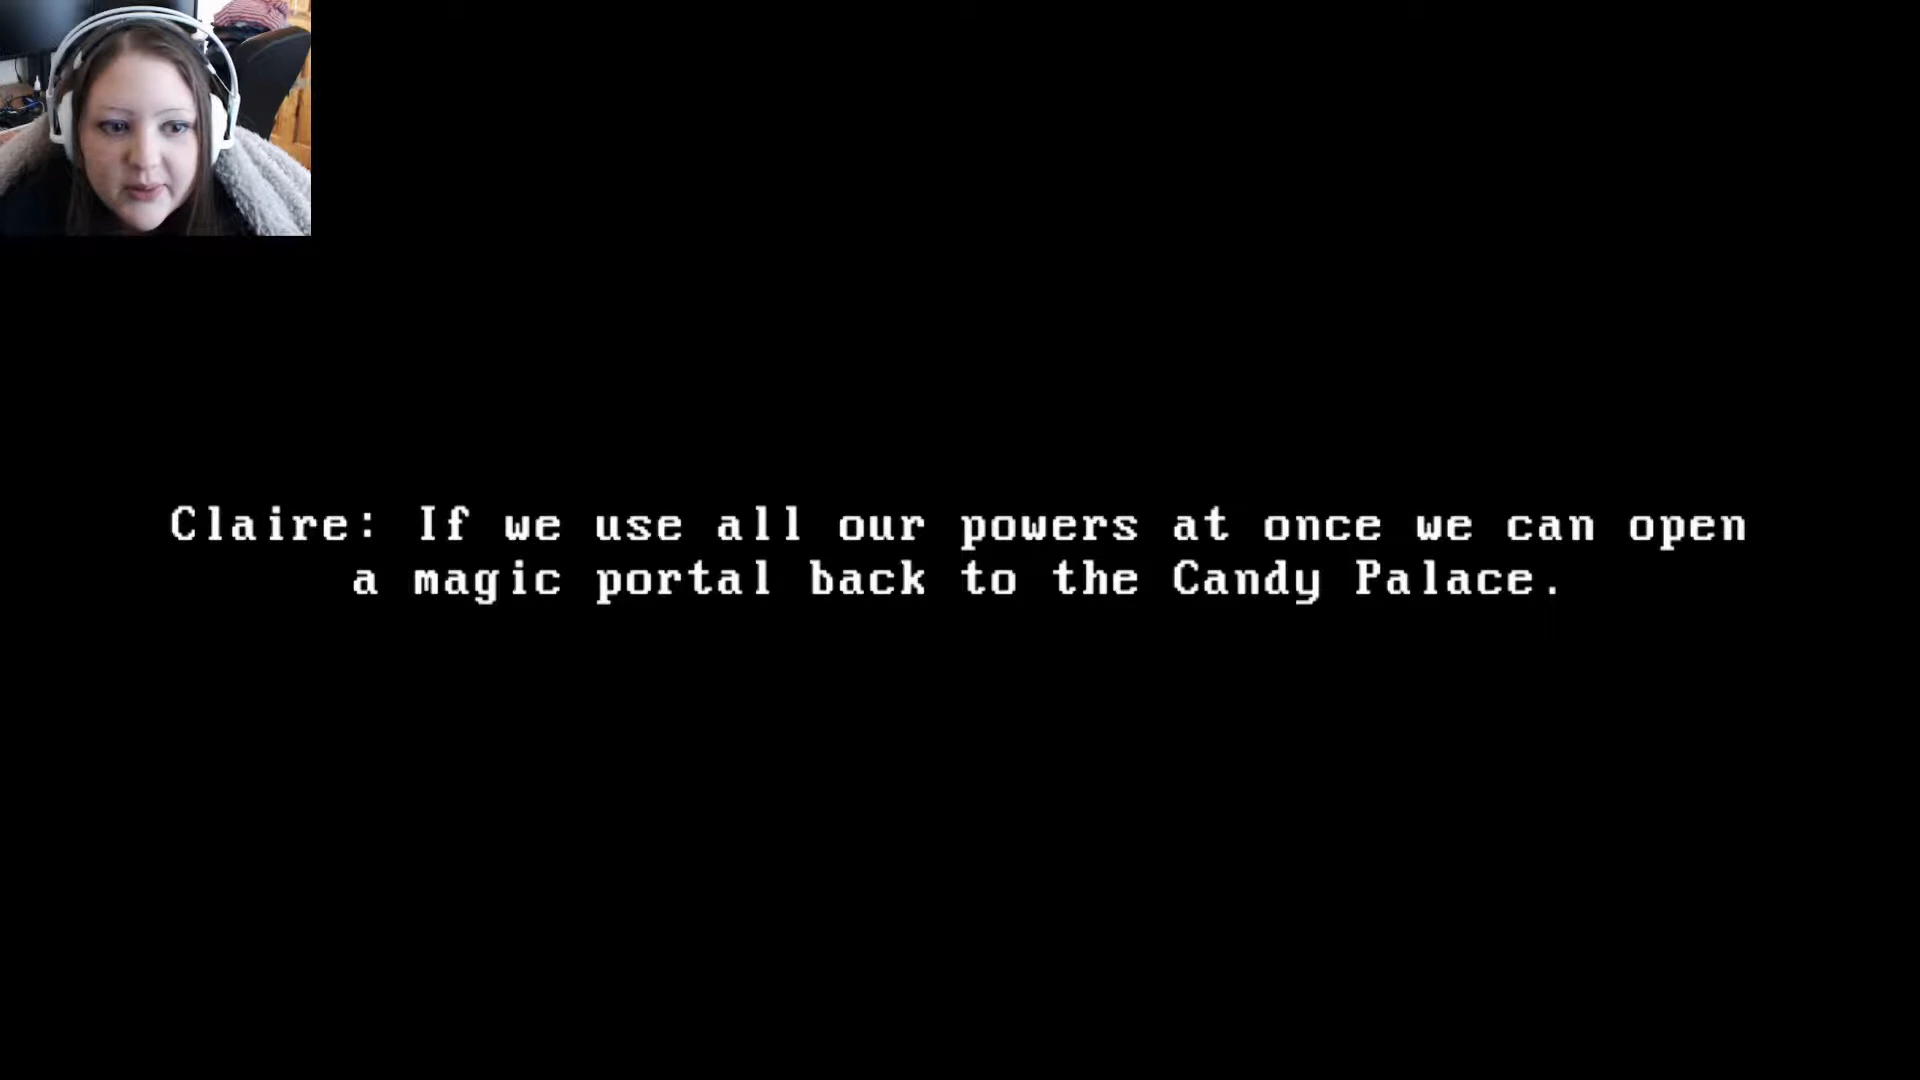 Claire: If we use all our powers at once we can open
a magic portal back to the Candy Palace.